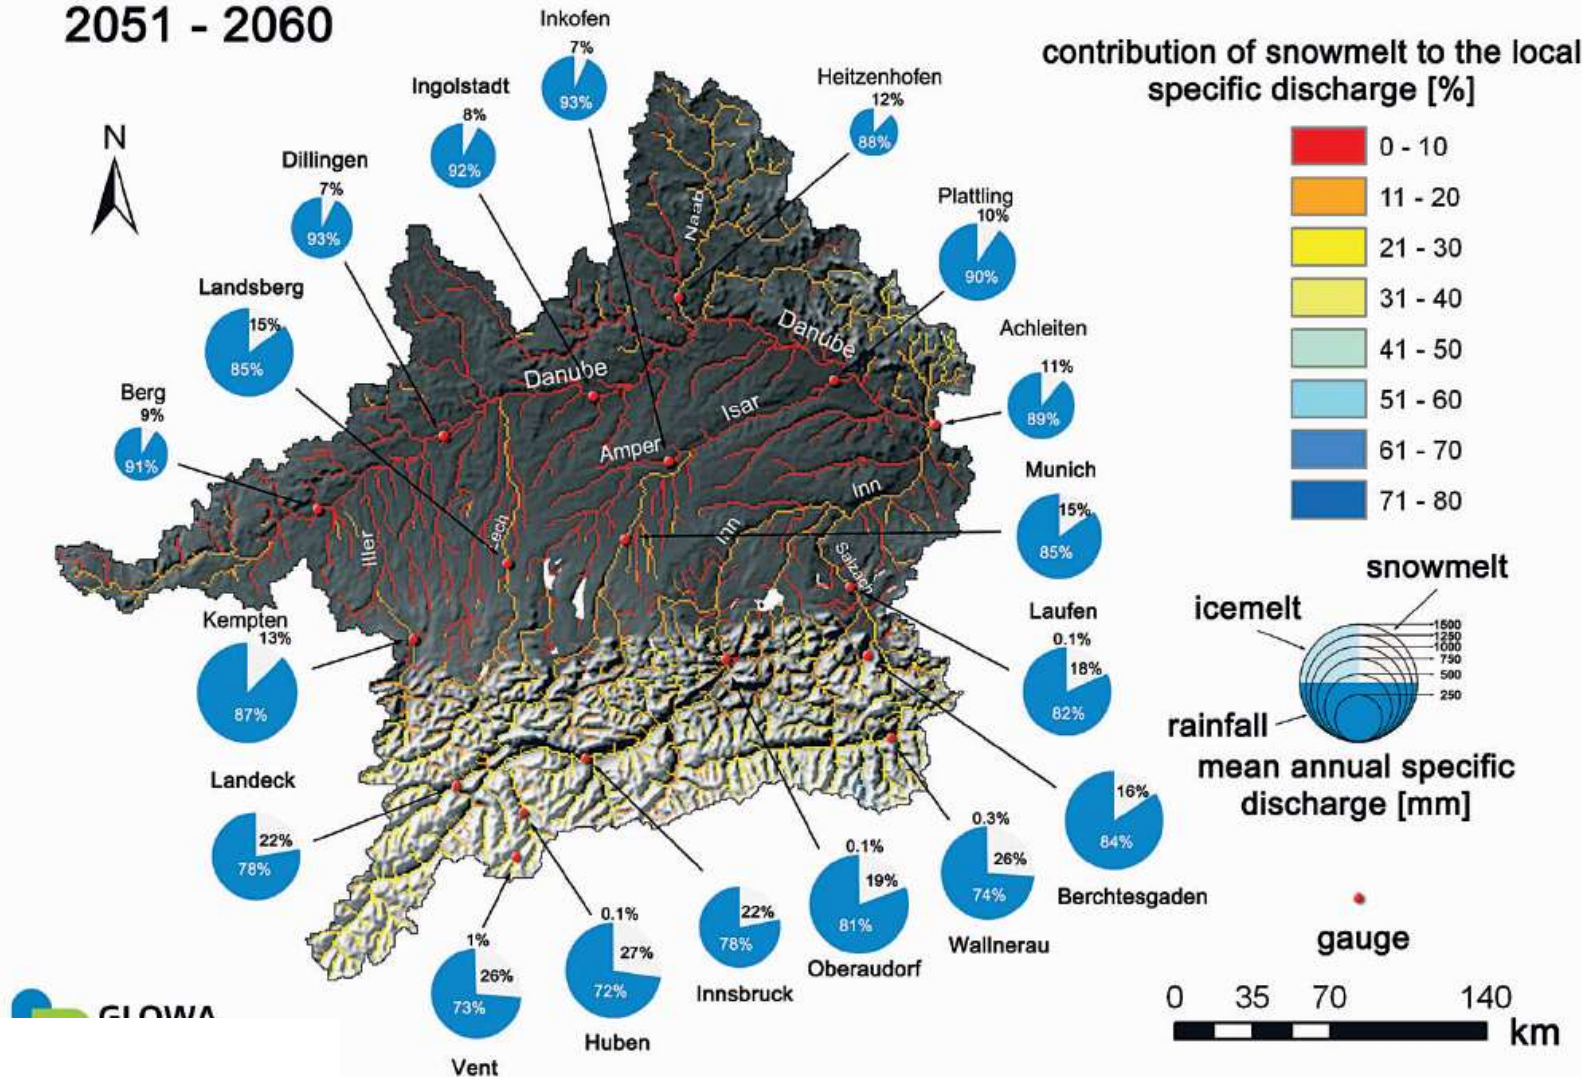 2051 - 2060
N
Inkofen
7%
93%
Ingolstadt
8%
92%
Heitzenhofen
12%
88%
Dillingen
7%
93%
Plattling
10%
90%
Landsberg
15%
85%
Achleiten
11%
89%
Berg
9%
91%
Munich
15%
85%
Kempten
13%
87%
Laufen
0.1%
18%
82%
Landeck
22%
78%
16%
84%
Berchtesgaden
0.3%
26%
74%
Wallnerau
0.1%
19%
81%
Oberaudorf
22%
78%
Innsbruck
0.1%
27%
72%
Huben
1%
26%
73%
Vent
Naab
Danube
Danube
Isar
Amper
Inn
Inn
Iller
Lech
Salzach
contribution of snowmelt to the local
specific discharge [%]
0 - 10
11 - 20
21 - 30
31 - 40
41 - 50
51 - 60
61 - 70
71 - 80
snowmelt
icemelt
rainfall
1500
1250
1000
750
500
250
mean annual specific
discharge [mm]
gauge
0 35 70 140
km
GLOWA